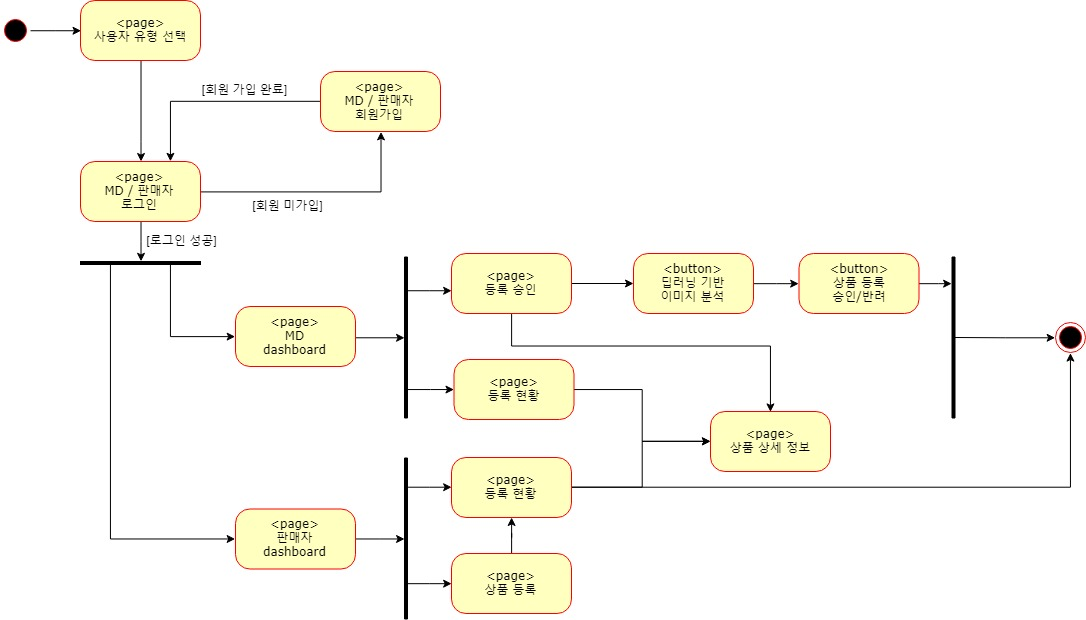 <page>
사용자 유형 선택
[회원 가입 완료]
<page>
MD / 판매자
회원가입
<page>
MD / 판매자
로그인
[회원 미가입]
[로그인 성공]
<page>
등록 승인
<button>
딥러닝 기반
이미지 분석
<button>
상품 등록
승인/반려
<page>
MD
dashboard
<page>
등록 현황
<page>
상품 상세 정보
<page>
등록 현황
<page>
판매자
dashboard
<page>
상품 등록